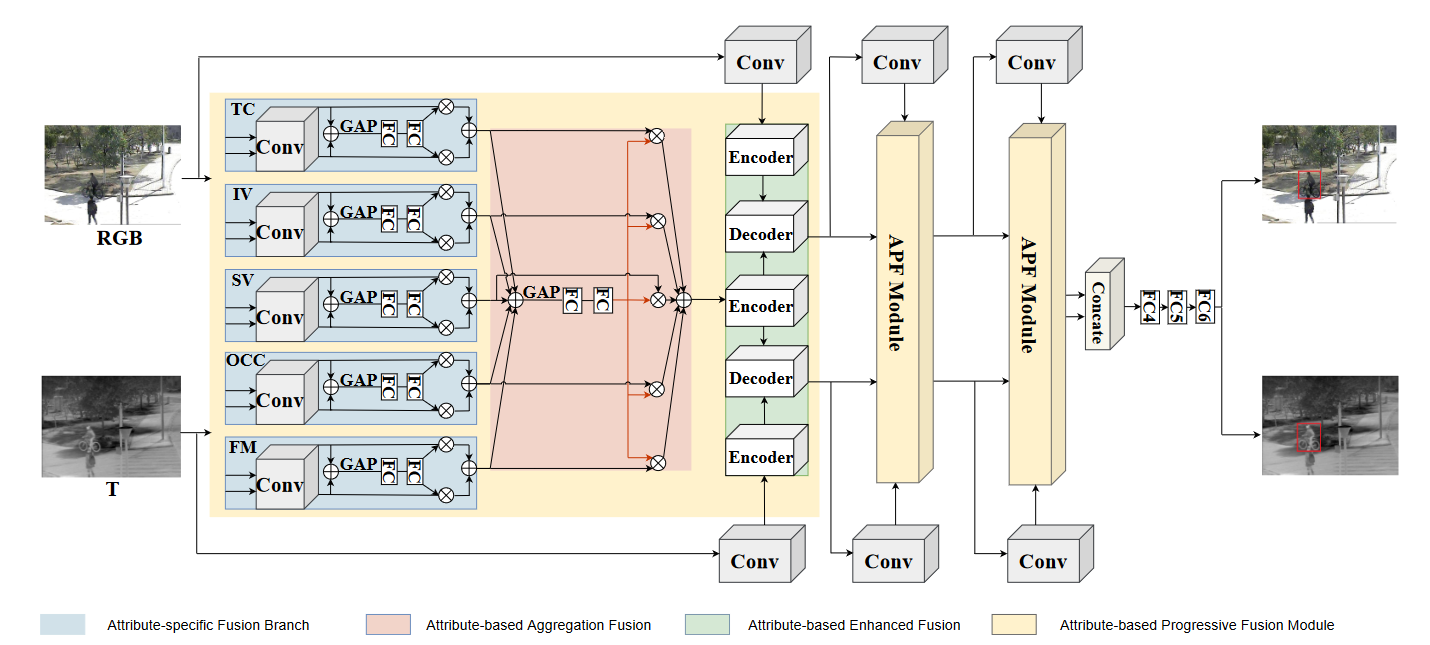 Conv
Conv
Conv
TC
Conv
GAP
FC
FC
IV
Conv
GAP
FC
FC
SV
Conv
GAP
FC
FC
OCC
Conv
GAP
FC
FC
FM
Conv
GAP
FC
FC
RGB
T
GAP
FC
FC
Encoder
Decoder
Encoder
Decoder
Encoder
APF Module
APF Module
Concate
FC4
FC5
FC6
Conv
Conv
Conv
Attribute-specific Fusion Branch
Attribute-based Aggregation Fusion
Attribute-based Enhanced Fusion
Attribute-based Progressive Fusion Module